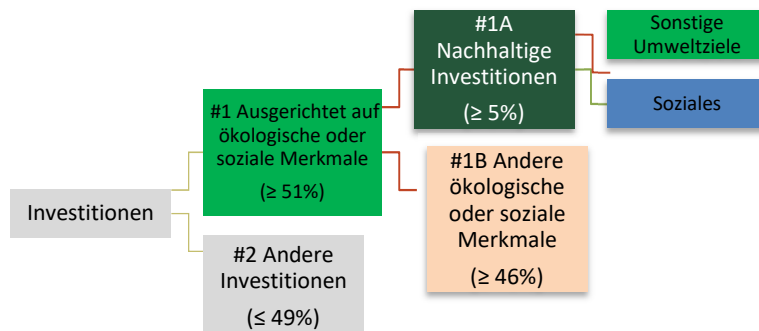 Investitionen
#1 Ausgerichtet auf
ökologische oder
soziale Merkmale
(≥ 51%)
#2 Andere
Investitionen
(≤ 49%)
#1A
Nachhaltige
Investitionen
(≥ 5%)
#1B Andere
ökologische
oder soziale
Merkmale
(≥ 46%)
Sonstige
Umweltziele
Soziales